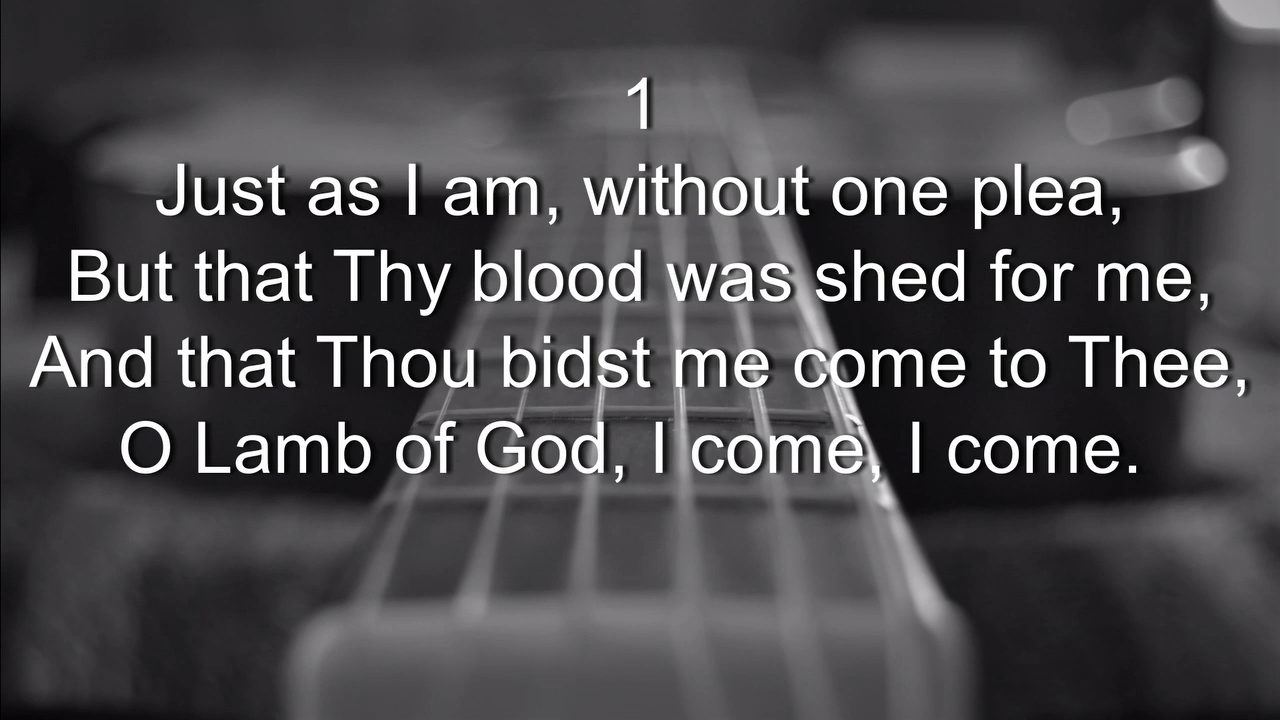 1
Just as I am, without one plea,
But that Thy blood was shed for me,
And that Thou bidst me come to Thee,
O Lamb of God, I come, I come.